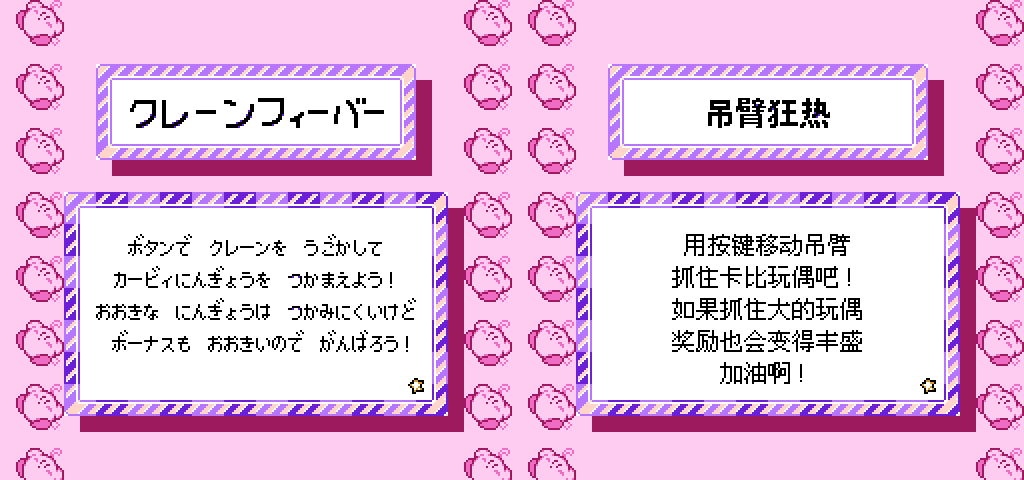 クレーンフィーバー
ボタンで　クレーンを　うごかして
カービィにんぎょうを　つかまえよう！
おおきな　にんぎょうは　つかみにくいけど
ボーナスも　おおきいので　がんばろう！
吊臂狂热
用按键移动吊臂
抓住卡比玩偶吧！
如果抓住大的玩偶
奖励也会变得丰盛
加油啊！